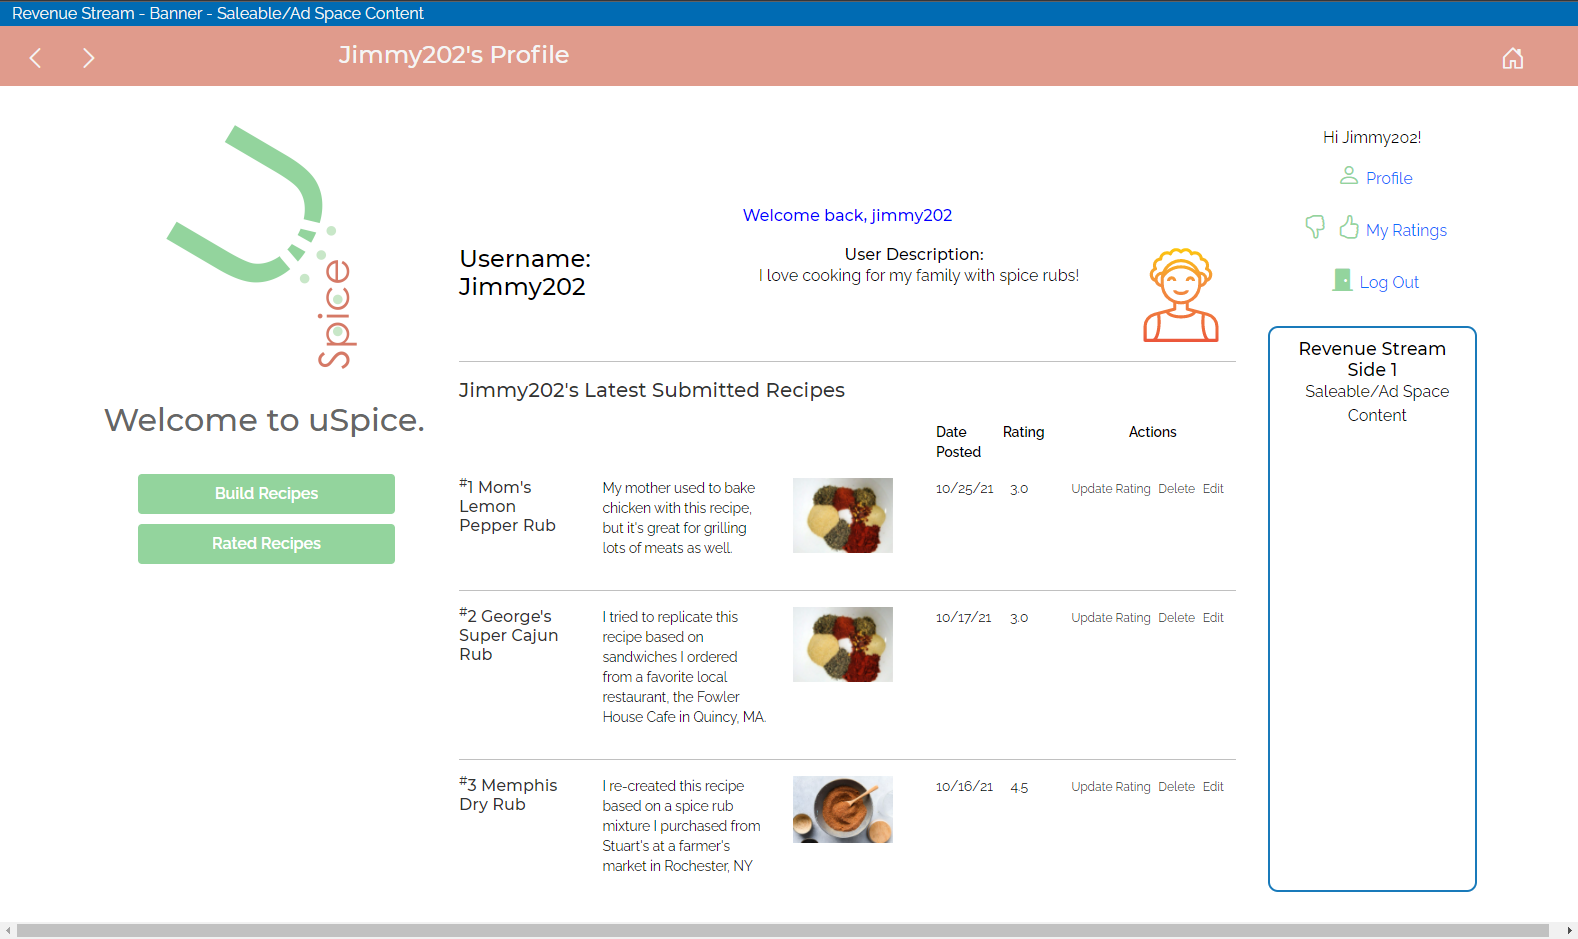 Revenue Stream - Banner - Saleable/Ad Space Content
Jimmy202's Profile
Spice
Welcome to uSpice.
Build Recipes
Rated Recipes
Welcome back, jimmy202
Username:
Jimmy202
User Description:
I love cooking for my family with spice rubs!
Jimmy202's Latest Submitted Recipes
Date Posted Rating Actions
#1 Mom's
Lemon
Pepper Rub
My mother used to bake
chicken with this recipe,
but it's great for grilling
lots of meats as well.
10/25/21 3.0 Update Rating Delete Edit
#2 George's
Super Cajun
Rub
I tried to replicate this
recipe based on
sandwiches I ordered
from a favorite local
restaurant, the Fowler
House Cafe in Quincy, MA.
10/17/21 3.0 Update Rating Delete Edit
#3 Memphis
Dry Rub
I re-created this recipe
based on a spice rub
mixture I purchased from
Stuart's at a farmer's
market in Rochester, NY
10/16/21 4.5 Update Rating Delete Edit
Hi Jimmy202!
Profile
My Ratings
Log Out
Revenue Stream
Side 1
Saleable/Ad Space
Content